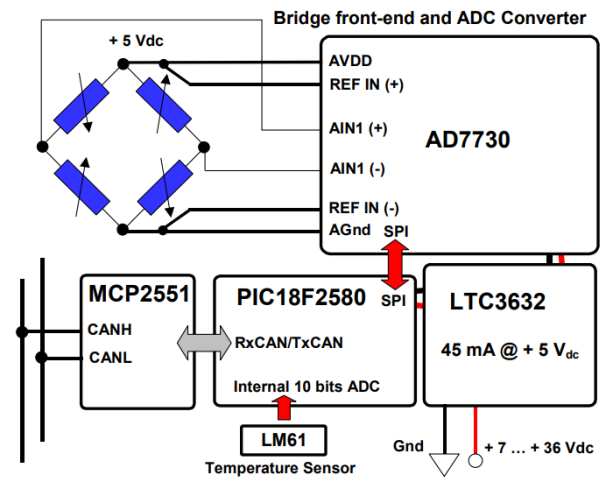 Bridge front-end and ADC Converter
+ 5 Vdc
AVDD
REF IN (+)
AIN1 (+)
AD7730
AIN1 (-)
REF IN (-)
AGnd SPI
MCP2551
CANH
CANL
PIC18F2580 SPI
RxCAN/TxCAN
Internal 10 bits ADC
LTC3632
45 mA @ + 5 Vdc
LM61
Temperature Sensor
Gnd
+ 7 ... + 36 Vdc